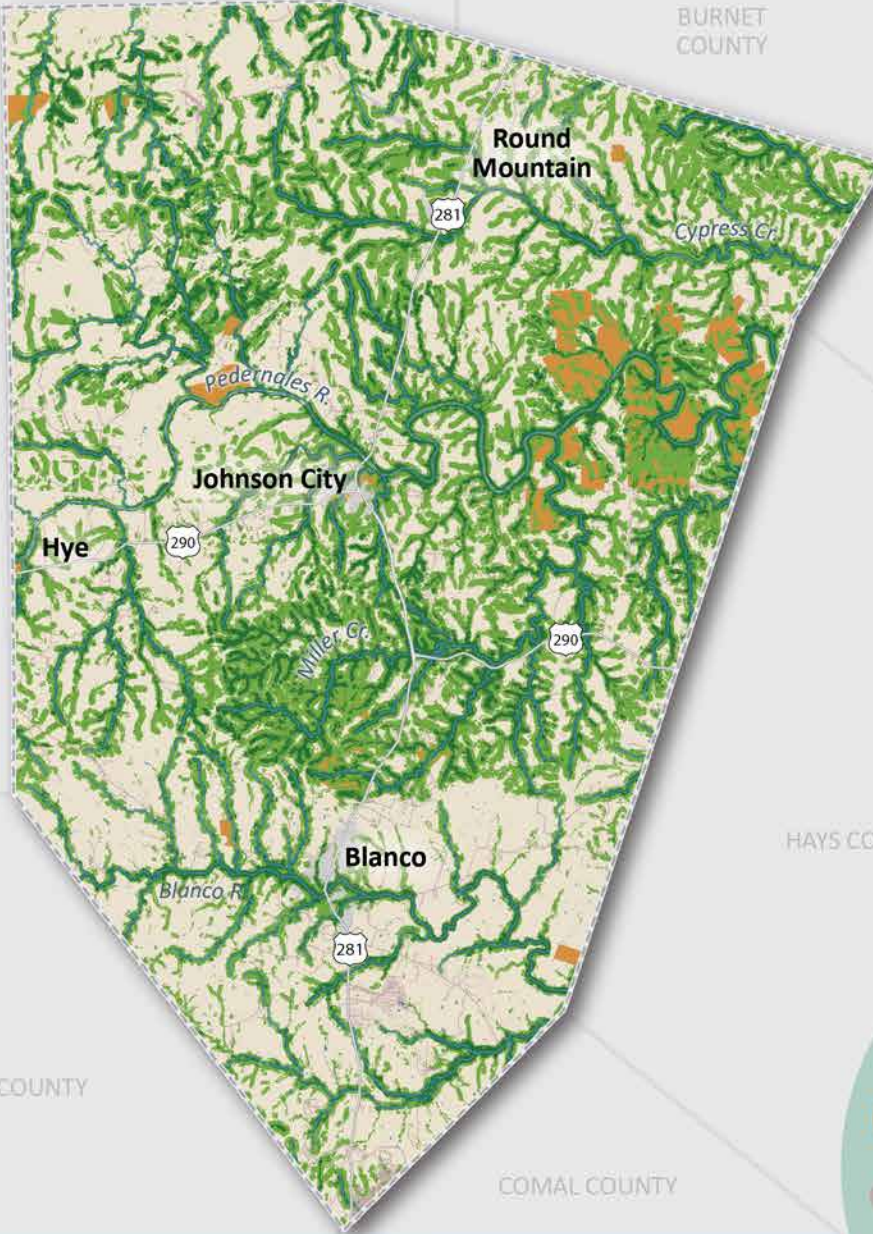 BURNET
COUNTY
Round
Mountain
281
Cypress Cr.
Pedernales R.
Johnson City
Hye
290
Miller Cr.
290
HAYS CO
Blanco
Blanco R.
281
COUNTY
COMAL COUNTY